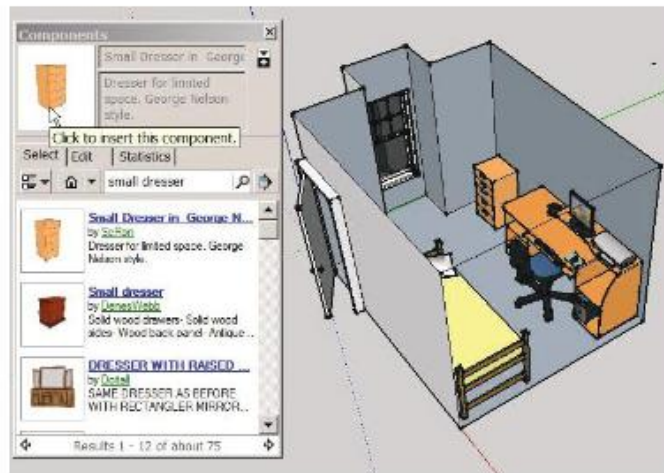 Components
Small Dresser in George
Dresser for limited
space. George Nelson
style.
Click to insert this component.
Select Edit Statistics
small dresser
Small Dresser in George N...
by SeRon
Dresser for limited space. George
Nelson style.
Small dresser
by DenesWebb
Solid wood drawers- Solid wood
sides- Wood back panel- Antique ...
DRESSER WITH RAISED ...
by
SAME DRESSER AS BEFORE
WITH RECTANGLER MIRROR...
Results 1 - 12 of about 75